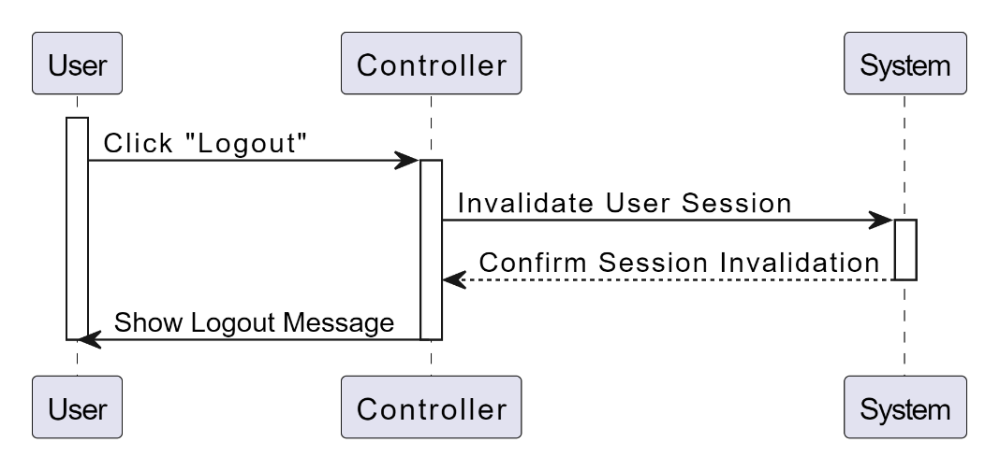 User
Controller
System
Click "Logout"
Invalidate User Session
Confirm Session Invalidation
Show Logout Message
User
Controller
System